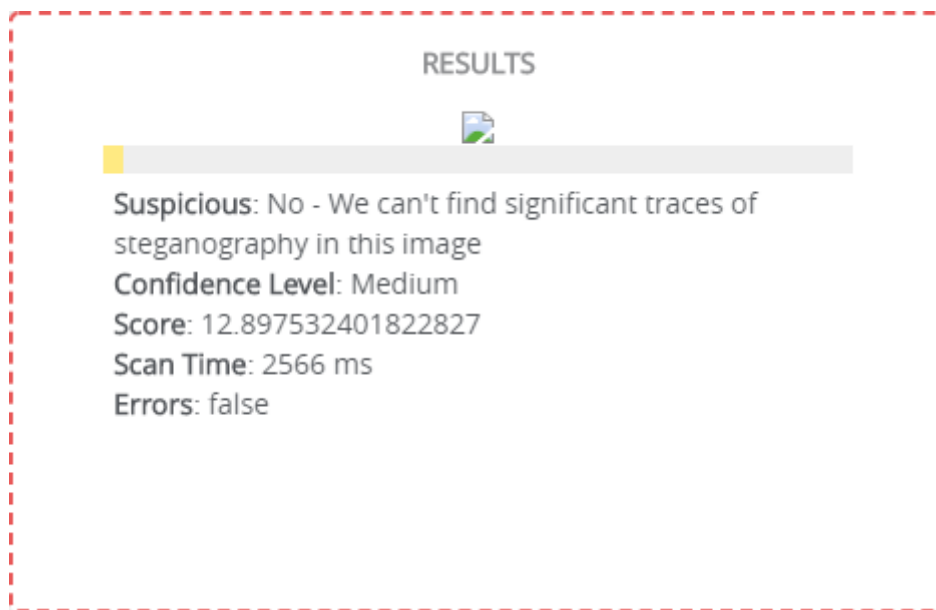 RESULTS
Suspicious: No - We can't find significant traces of
steganography in this image
Confidence Level: Medium
Score: 12.897532401822827
Scan Time: 2566 ms
Errors: false